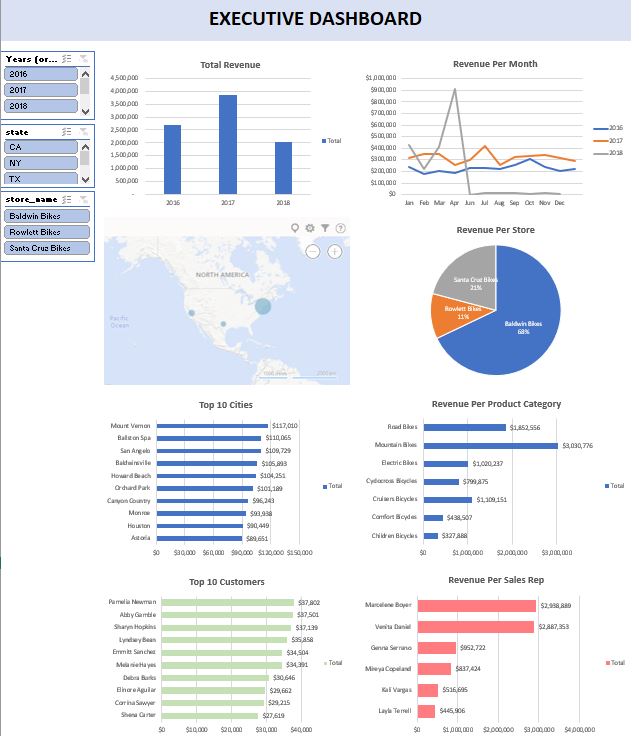 EXECUTIVE DASHBOARD
Years (or...
2016
2017
2018
state
CA
NY
TX
store_name
Baldwin Bikes
Rowlett Bikes
Santa Cruz Bikes
Total Revenue
4,500,000
4,000,000
3,500,000
3,000,000
2,500,000
2,000,000
1,500,000
1,000,000
500,000
-
2016 2017 2018
Total
Revenue Per Month
$1,000,000
$900,000
$800,000
$700,000
$600,000
$500,000
$400,000
$300,000
$200,000
$100,000
$0
Jan Feb Mar Apr Jun Jul Aug Sep Oct Nov Dec
2016
2017
2018
NORTH AMERICA
Pacific
Ocean
Revenue Per Store
Santa Cruz Bikes
21%
Rowlett Bikes
11%
Baldwin Bikes
68%
Top 10 Cities
Mount Vernon $117,010
Ballston Spa $110,065
San Angelo $109,729
Baldwinsville $105,893
Howard Beach $104,251
Orchard Park $101,189
Canyon Country $96,243
Monroe $93,938
Houston $90,449
Astoria $89,651
$0 $30,000 $60,000 $90,000 $120,000 $150,000
Total
Revenue Per Product Category
Road Bikes $1,852,556
Mountain Bikes $3,030,776
Electric Bikes $1,020,237
Cyclocross Bicycles $799,875
Cruisers Bicycles $1,109,151
Comfort Bicycles $438,507
Children Bicycles $327,888
$0 $1,000,000 $2,000,000 $3,000,000
Total
Top 10 Customers
Pamelia Newman $37,802
Abby Gamble $37,501
Sharyn Hopkins $37,139
Lyndsey Bean $35,858
Emmitt Sanchez $34,504
Melanie Hayes $34,391
Debra Burks $30,646
Elinore Aguilar $29,662
Corrina Sawyer $29,215
Shena Carter $27,619
$0 $10,000 $20,000 $30,000 $40,000
Total
Revenue Per Sales Rep
Marcelene Boyer $2,938,889
Venita Daniel $2,887,353
Genna Serrano $952,722
Mireya Copeland $837,424
Kali Vargas $516,695
Layla Terrell $445,906
$0 $1,000,000 $2,000,000 $3,000,000 $4,000,000
Total